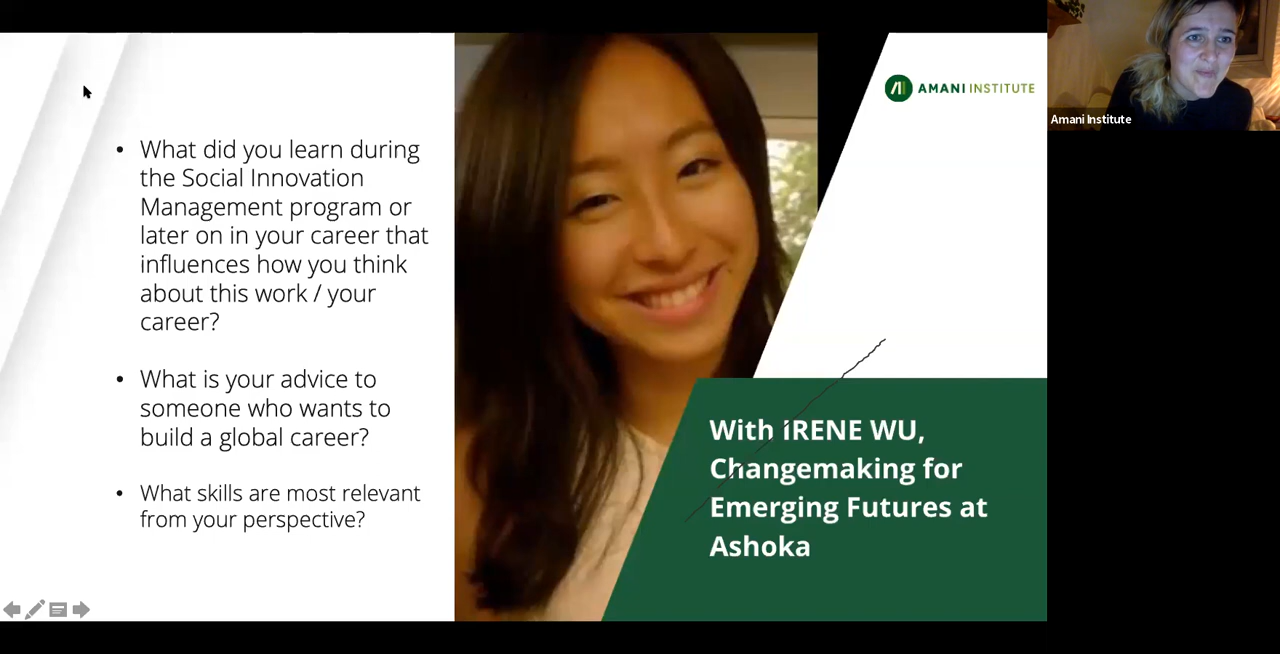 What did you learn during
the Social Innovation
Management program or
later on in your career that
influences how you think
about this work / your
career?
What is your advice to
someone who wants to
build a global career?
What skills are most relevant
from your perspective?
AMANI INSTITUTE
With IRENE WU,
Changemaking for
Emerging Futures at
Ashoka
Amani Institute